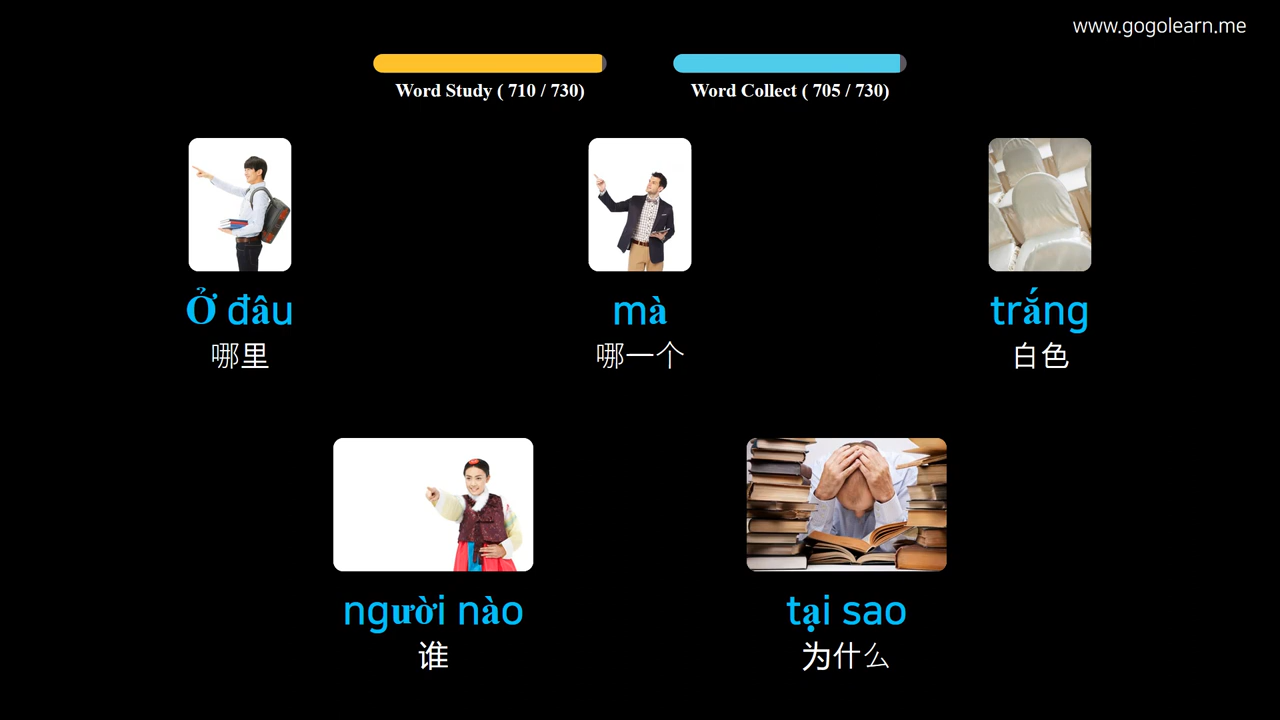 www.gogolearn.me
Word Study ( 710 / 730)
Word Collect ( 705 / 730)
Ở đâu
哪里
mà
哪一个
trắng
白色
người nào
谁
tại sao
为什么